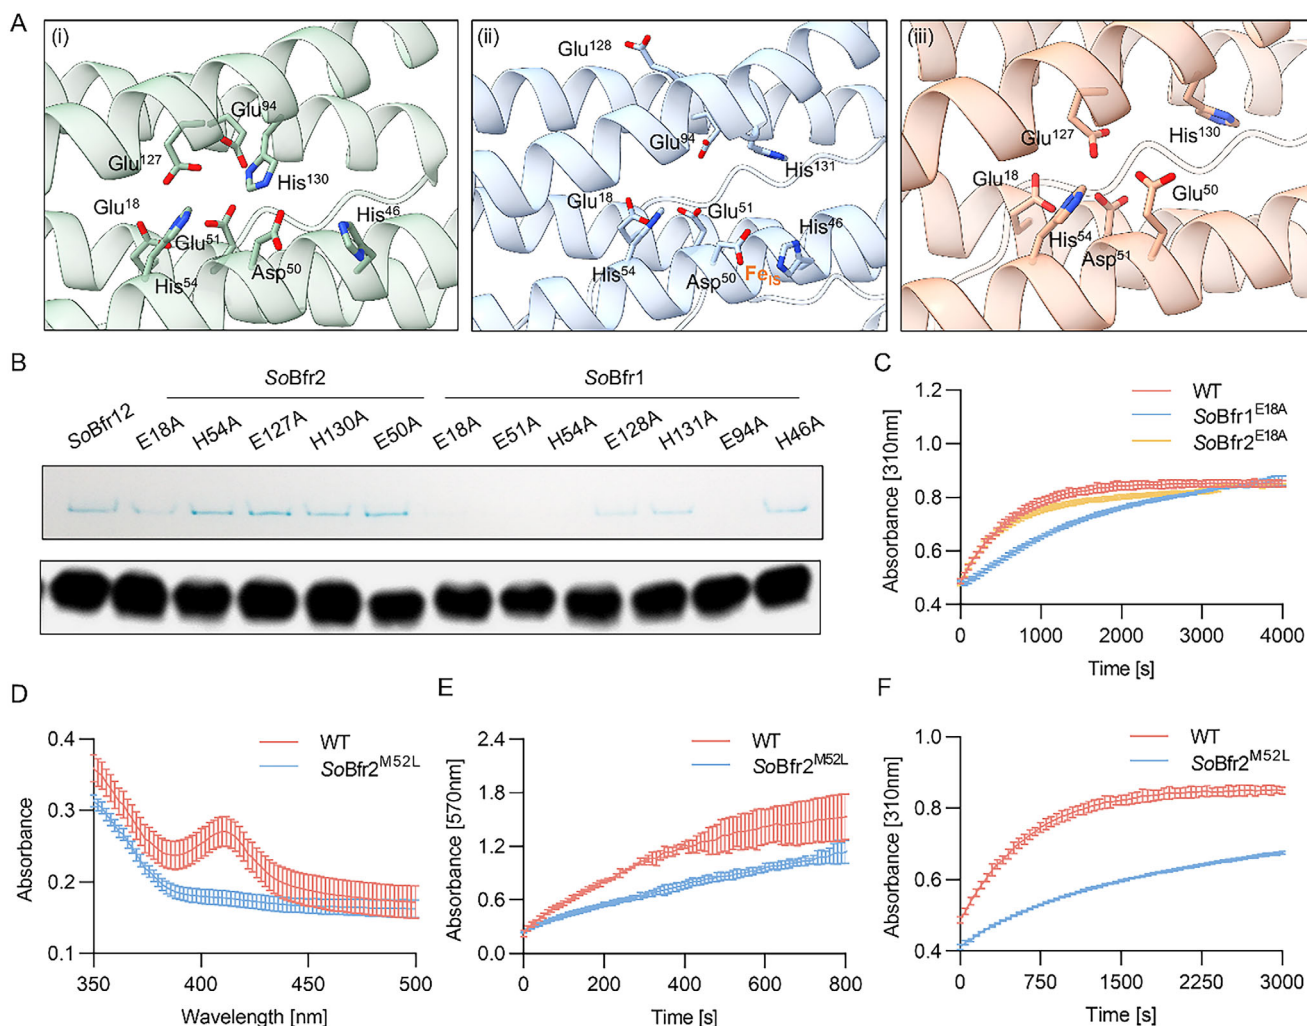 A
(i)
Glu94
Glu127
His130
Glu18
His46
Glu51
Asp50
His54
(ii)
Glu128
Glu94
His131
Glu18
Glu51
His46
His54
Asp50
FeIS
(iii)
Glu127
His130
Glu18
Glu50
His54
Asp51
B
SoBfr2
SoBfr1
SoBfr12
E18A
H54A
E127A
H130A
E50A
E18A
E51A
H54A
E128A
H131A
E94A
H46A
C
WT
SoBfr1E18A
SoBfr2E18A
Absorbance [310nm]
1.2
1.0
0.8
0.6
0.4
0 1000 2000 3000 4000
Time [s]
D
WT
SoBfr2M52L
Absorbance
0.4
0.3
0.2
0.1
350 400 450 500
Wavelength [nm]
E
WT
SoBfr2M52L
Absorbance [570nm]
2.4
1.8
1.2
0.6
0.0
0 200 400 600 800
Time [s]
F
WT
SoBfr2M52L
Absorbance [310nm]
1.0
0.8
0.6
0.4
0 750 1500 2250 3000
Time [s]